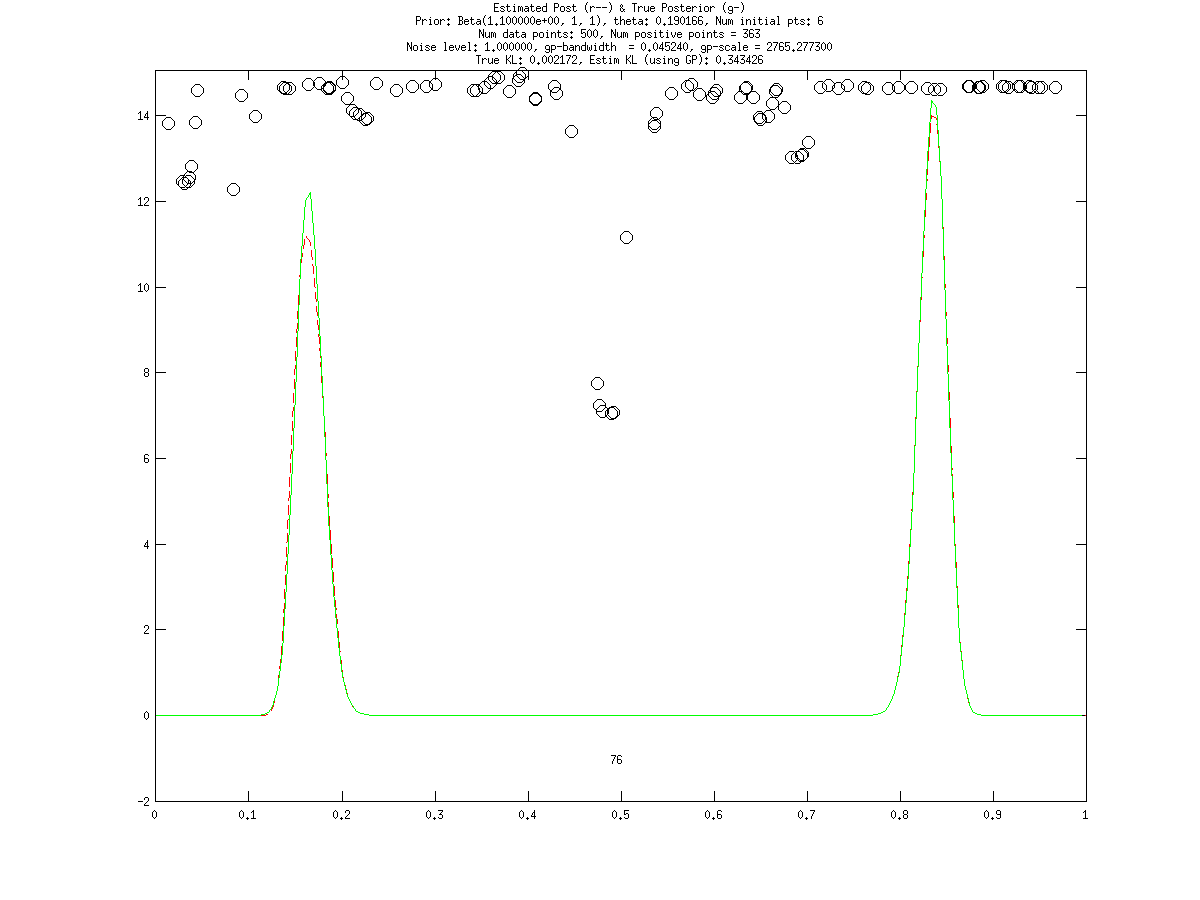 Estimated Post (r--) & True Posterior (g-)
Prior: Beta(1.100000e+00, 1, 1), theta: 0.190166, Num initial pts: 6
Num data points: 500, Num positive points = 363
Noise level: 1.000000, gp-bandwidth  = 0.045240, gp-scale = 2765.277300
True KL: 0.002172, Estim KL (using GP): 0.343426
14
12
10
8
6
4
2
0
76
-2
0 0.1 0.2 0.3 0.4 0.5 0.6 0.7 0.8 0.9 1